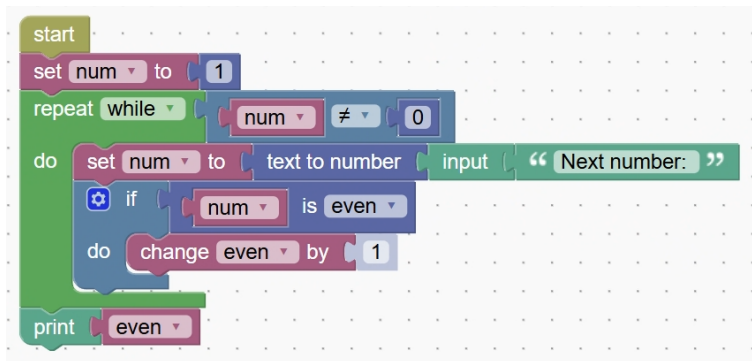 start
set num to 1
repeat while num ≠ 0
do set num to text to number input “ Next number: ”
if num is even
do change even by 1
print even